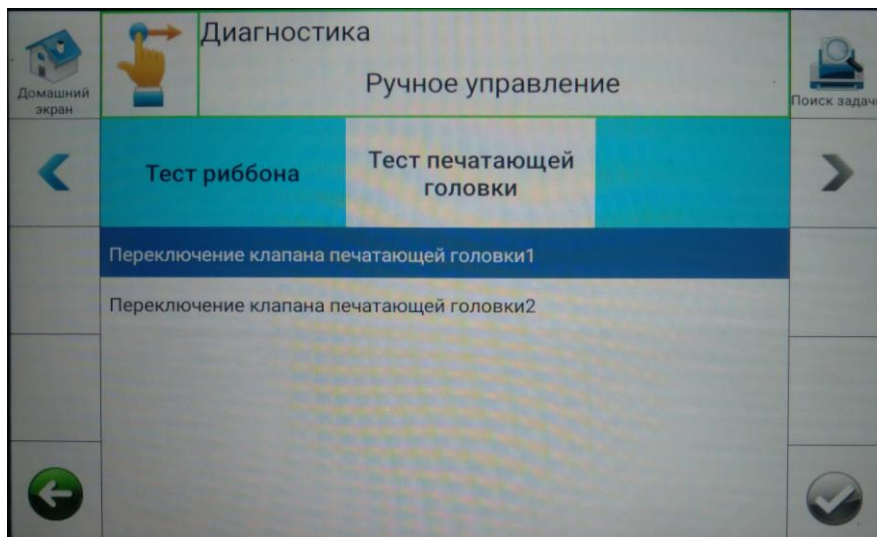 Диагностика
Ручное управление
Домашний
экран
Поиск задачи
Тест риббона
Тест печатающей
головки
Переключение клапана печатающей головки1
Переключение клапана печатающей головки2